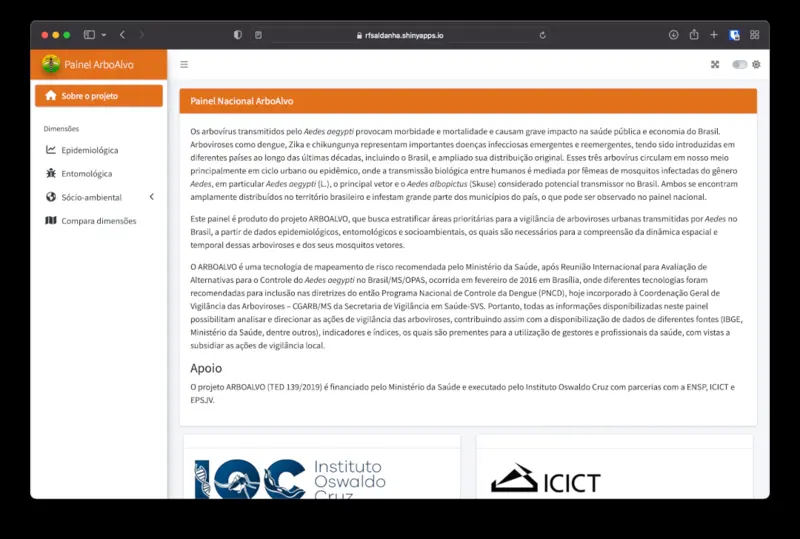 rfsaldanha.shinyapps.io
Painel ArboAlvo
Sobre o projeto
Dimensões
Epidemiológica
Entomológica
Sócio-ambiental
Compara dimensões
Painel Nacional ArboAlvo
Os arbovírus transmitidos pelo Aedes aegypti provocam morbidade e mortalidade e causam grave impacto na saúde pública e economia do Brasil.
Arboviroses como dengue, Zika e chikungunya representam importantes doenças infecciosas emergentes e reemergentes, tendo sido introduzidas em
diferentes países ao longo das últimas décadas, incluindo o Brasil, e ampliado sua distribuição original. Esses três arbovírus circulam em nosso meio
principalmente em ciclo urbano ou epidêmico, onde a transmissão biológica entre humanos é mediada por fêmeas de mosquitos infectadas do gênero
Aedes, em particular Aedes aegypti (L.), o principal vetor e o Aedes albopictus (Skuse) considerado potencial transmissor no Brasil. Ambos se encontram
amplamente distribuídos no território brasileiro e infestam grande parte dos municípios do país, o que pode ser observado no painel nacional.
Este painel é produto do projeto ARBOALVO, que busca estratificar áreas prioritárias para a vigilância de arboviroses urbanas transmitidas por Aedes no
Brasil, a partir de dados epidemiológicos, entomológicos e socioambientais, os quais são necessários para a compreensão da dinâmica espacial e
temporal dessas arboviroses e dos seus mosquitos vetores.
O ARBOALVO é uma tecnologia de mapeamento de risco recomendada pelo Ministério da Saúde, após Reunião Internacional para Avaliação de
Alternativas para o Controle do Aedes aegypti no Brasil/MS/OPAS, ocorrida em fevereiro de 2016 em Brasília, onde diferentes tecnologias foram
recomendadas para inclusão nas diretrizes do então Programa Nacional de Controle da Dengue (PNCD), hoje incorporado à Coordenação Geral de
Vigilância das Arboviroses – CGARB/MS da Secretaria de Vigilância em Saúde-SVS. Portanto, todas as informações disponibilizadas neste painel
possibilitam analisar e direcionar as ações de vigilância das arboviroses, contribuindo assim com a disponibilização de dados de diferentes fontes (IBGE,
Ministério da Saúde, dentre outros), indicadores e índices, os quais são prementes para a utilização de gestores e profissionais da saúde, com vistas a
subsidiar as ações de vigilância local.
Apoio
O projeto ARBOALVO (TED 139/2019) é financiado pelo Ministério da Saúde e executado pelo Instituto Oswaldo Cruz com parcerias com a ENSP, ICICT e
EPSJV.
IOC
Instituto
Oswaldo
Cruz
ICICT